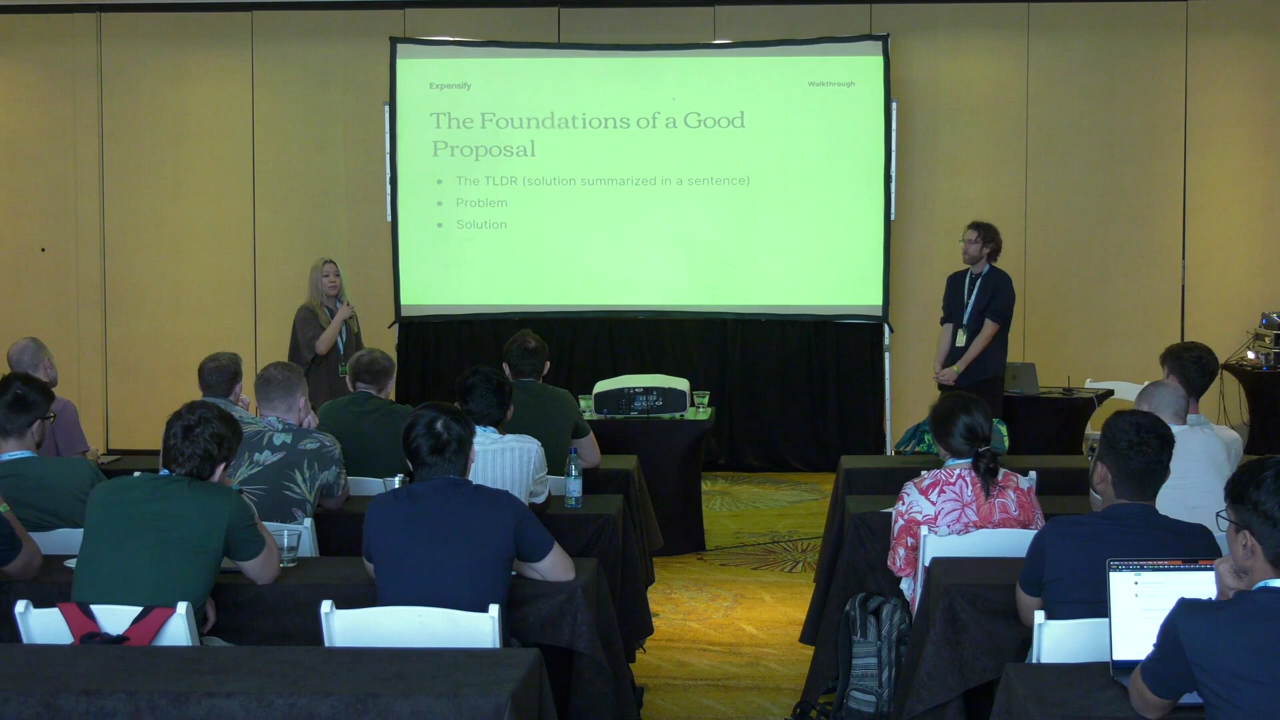 Expensify
Walkthrough
The Foundations of a Good
Proposal
The TLDR (solution summarized in a sentence)
Problem
Solution